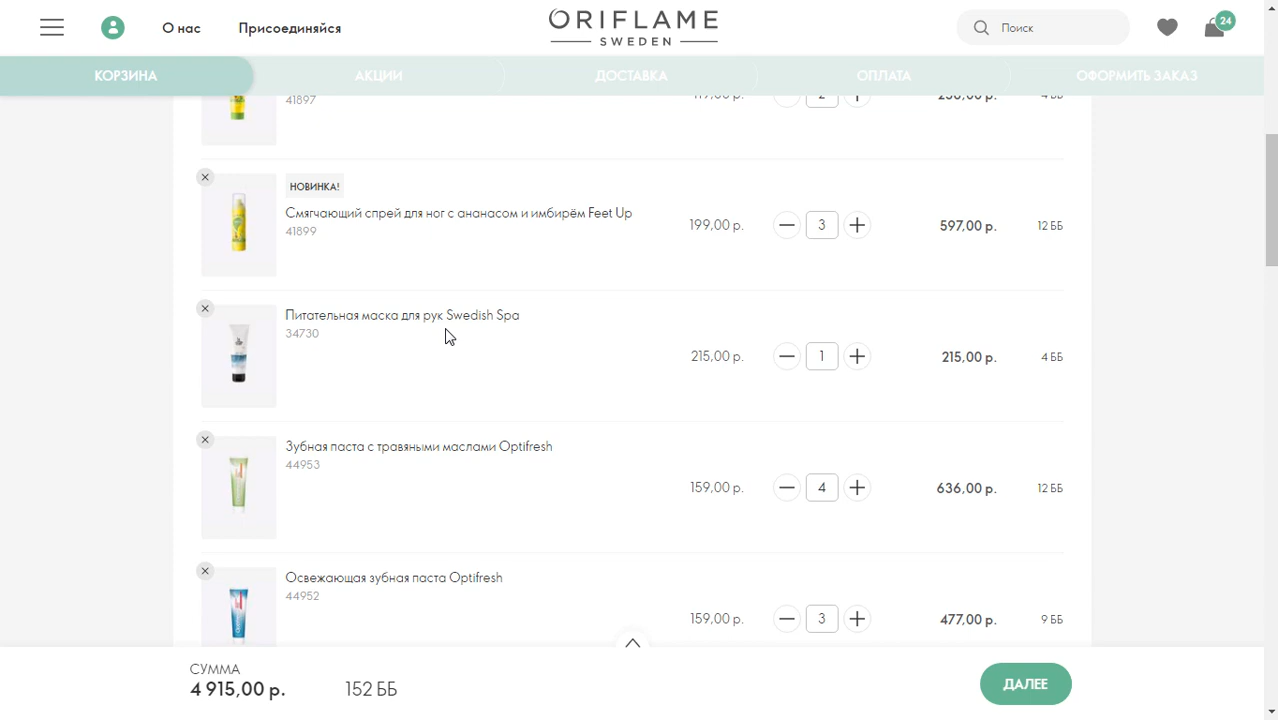 О нас
Присоединяйся
ORIFLAME
SWEDEN
Поиск
24
КОРЗИНА
АКЦИИ
ДОСТАВКА
ОПЛАТА
ОФОРМИТЬ ЗАКАЗ
41897
НОВИНКА!
Смягчающий спрей для ног с ананасом и имбирём Feet Up
41899
199,00 р.
3
597,00 р.
12 ББ
Питательная маска для рук Swedish Spa
34730
215,00 р.
1
215,00 р.
4 ББ
Зубная паста с травяными маслами Optifresh
44953
159,00 р.
4
636,00 р.
12 ББ
Освежающая зубная паста Optifresh
44952
159,00 р.
3
477,00 р.
9 ББ
СУММА
4 915,00 р.
152 ББ
ДАЛЕЕ